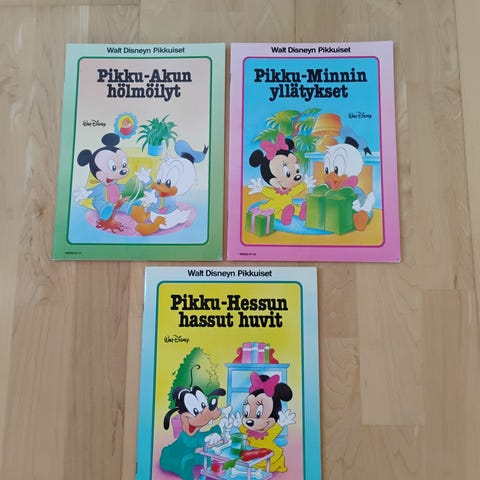 Walt Disneyn Pikkuiset
Pikku-Akun
hölmöilyt
Walt Disney
Walt Disneyn Pikkuiset
Pikku-Minnin
yllätykset
Walt Disney
Walt Disneyn Pikkuiset
Pikku-Hessun
hassut huvit
Walt Disney